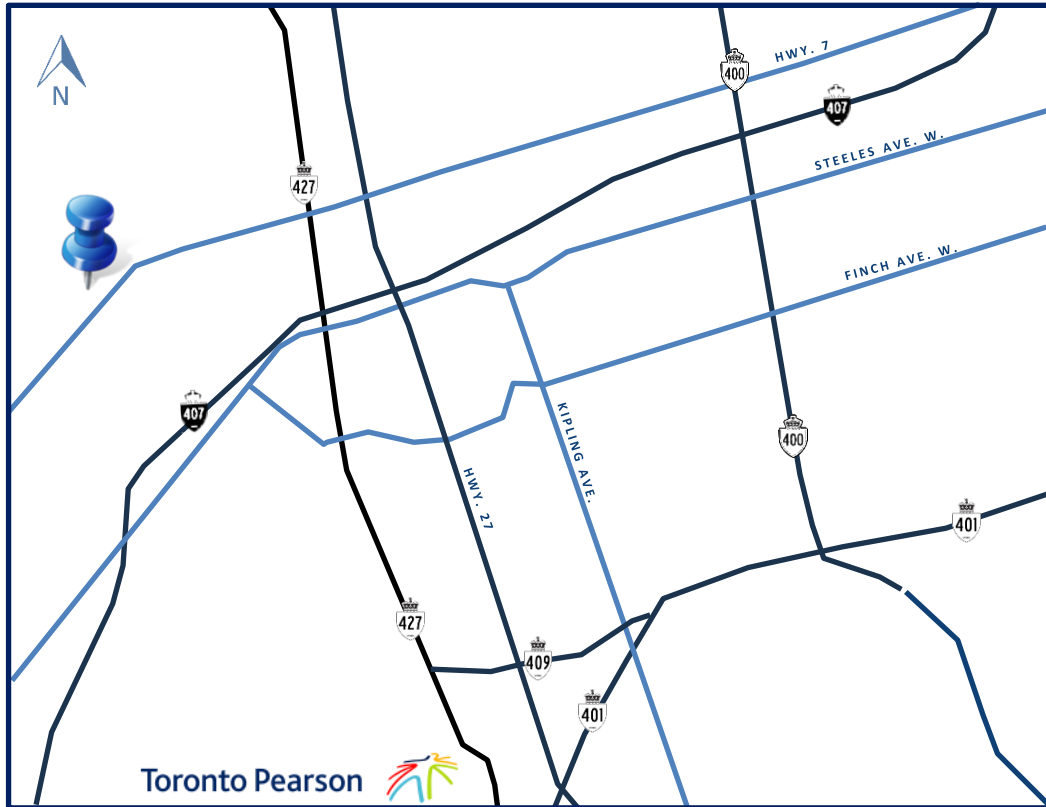 HWY. 7
400
407
STEELES AVE. W.
427
N
FINCH AVE. W.
407
KIPLING AVE.
400
HWY. 27
401
427
409
401
Toronto Pearson